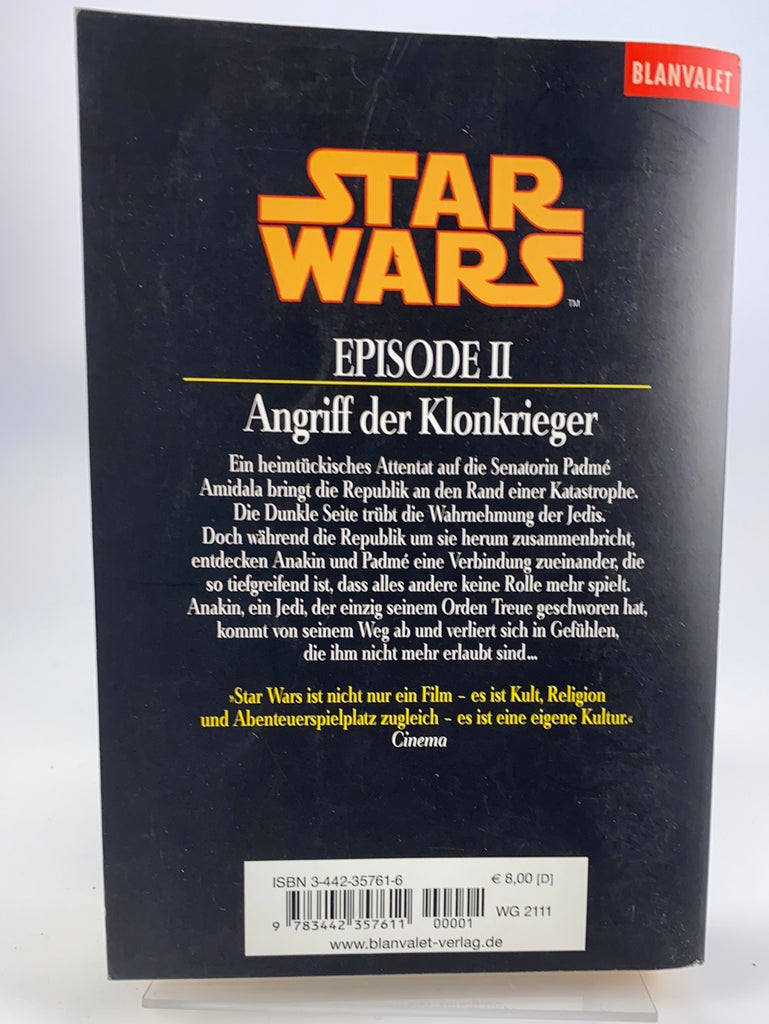 BLANVALET
STAR
WARS
TM
EPISODE II
Angriff der Klonkrieger
Ein heimtückisches Attentat auf die Senatorin Padmé
Amidala bringt die Republik an den Rand einer Katastrophe.
Die Dunkle Seite trübt die Wahrnehmung der Jedis.
Doch während die Republik um sie herum zusammenbricht,
entdecken Anakin und Padmé eine Verbindung zueinander, die
so tiefgreifend ist, dass alles andere keine Rolle mehr spielt.
Anakin, ein Jedi, der einzig seinem Orden Treue geschworen hat,
kommt von seinem Weg ab und verliert sich in Gefühlen,
die ihm nicht mehr erlaubt sind...
»Star Wars ist nicht nur ein Film – es ist Kult, Religion
und Abenteuerspielplatz zugleich – es ist eine eigene Kultur.«
Cinema
ISBN 3-442-35761-6 € 8,00 [D]
9 783442 357611 00001 WG 2111
www.blanvalet-verlag.de